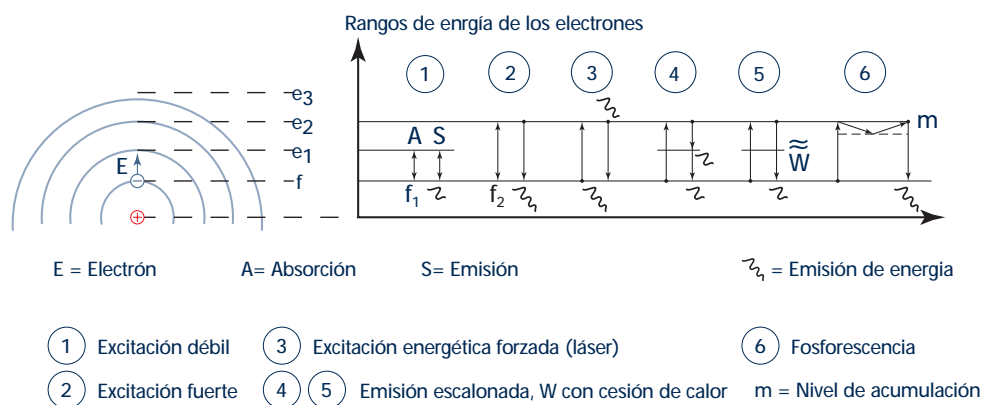 Rangos de enrgía de los electrones
1 2 3 4 5 6
e3
e2
e1
f
E
A S
f1 f2
W
m
E = Electrón A= Absorción S= Emisión = Emisión de energia
1 Excitación débil 3 Excitación energética forzada (láser) 6 Fosforescencia
2 Excitación fuerte 4 5 Emisión escalonada, W con cesión de calor m = Nivel de acumulación